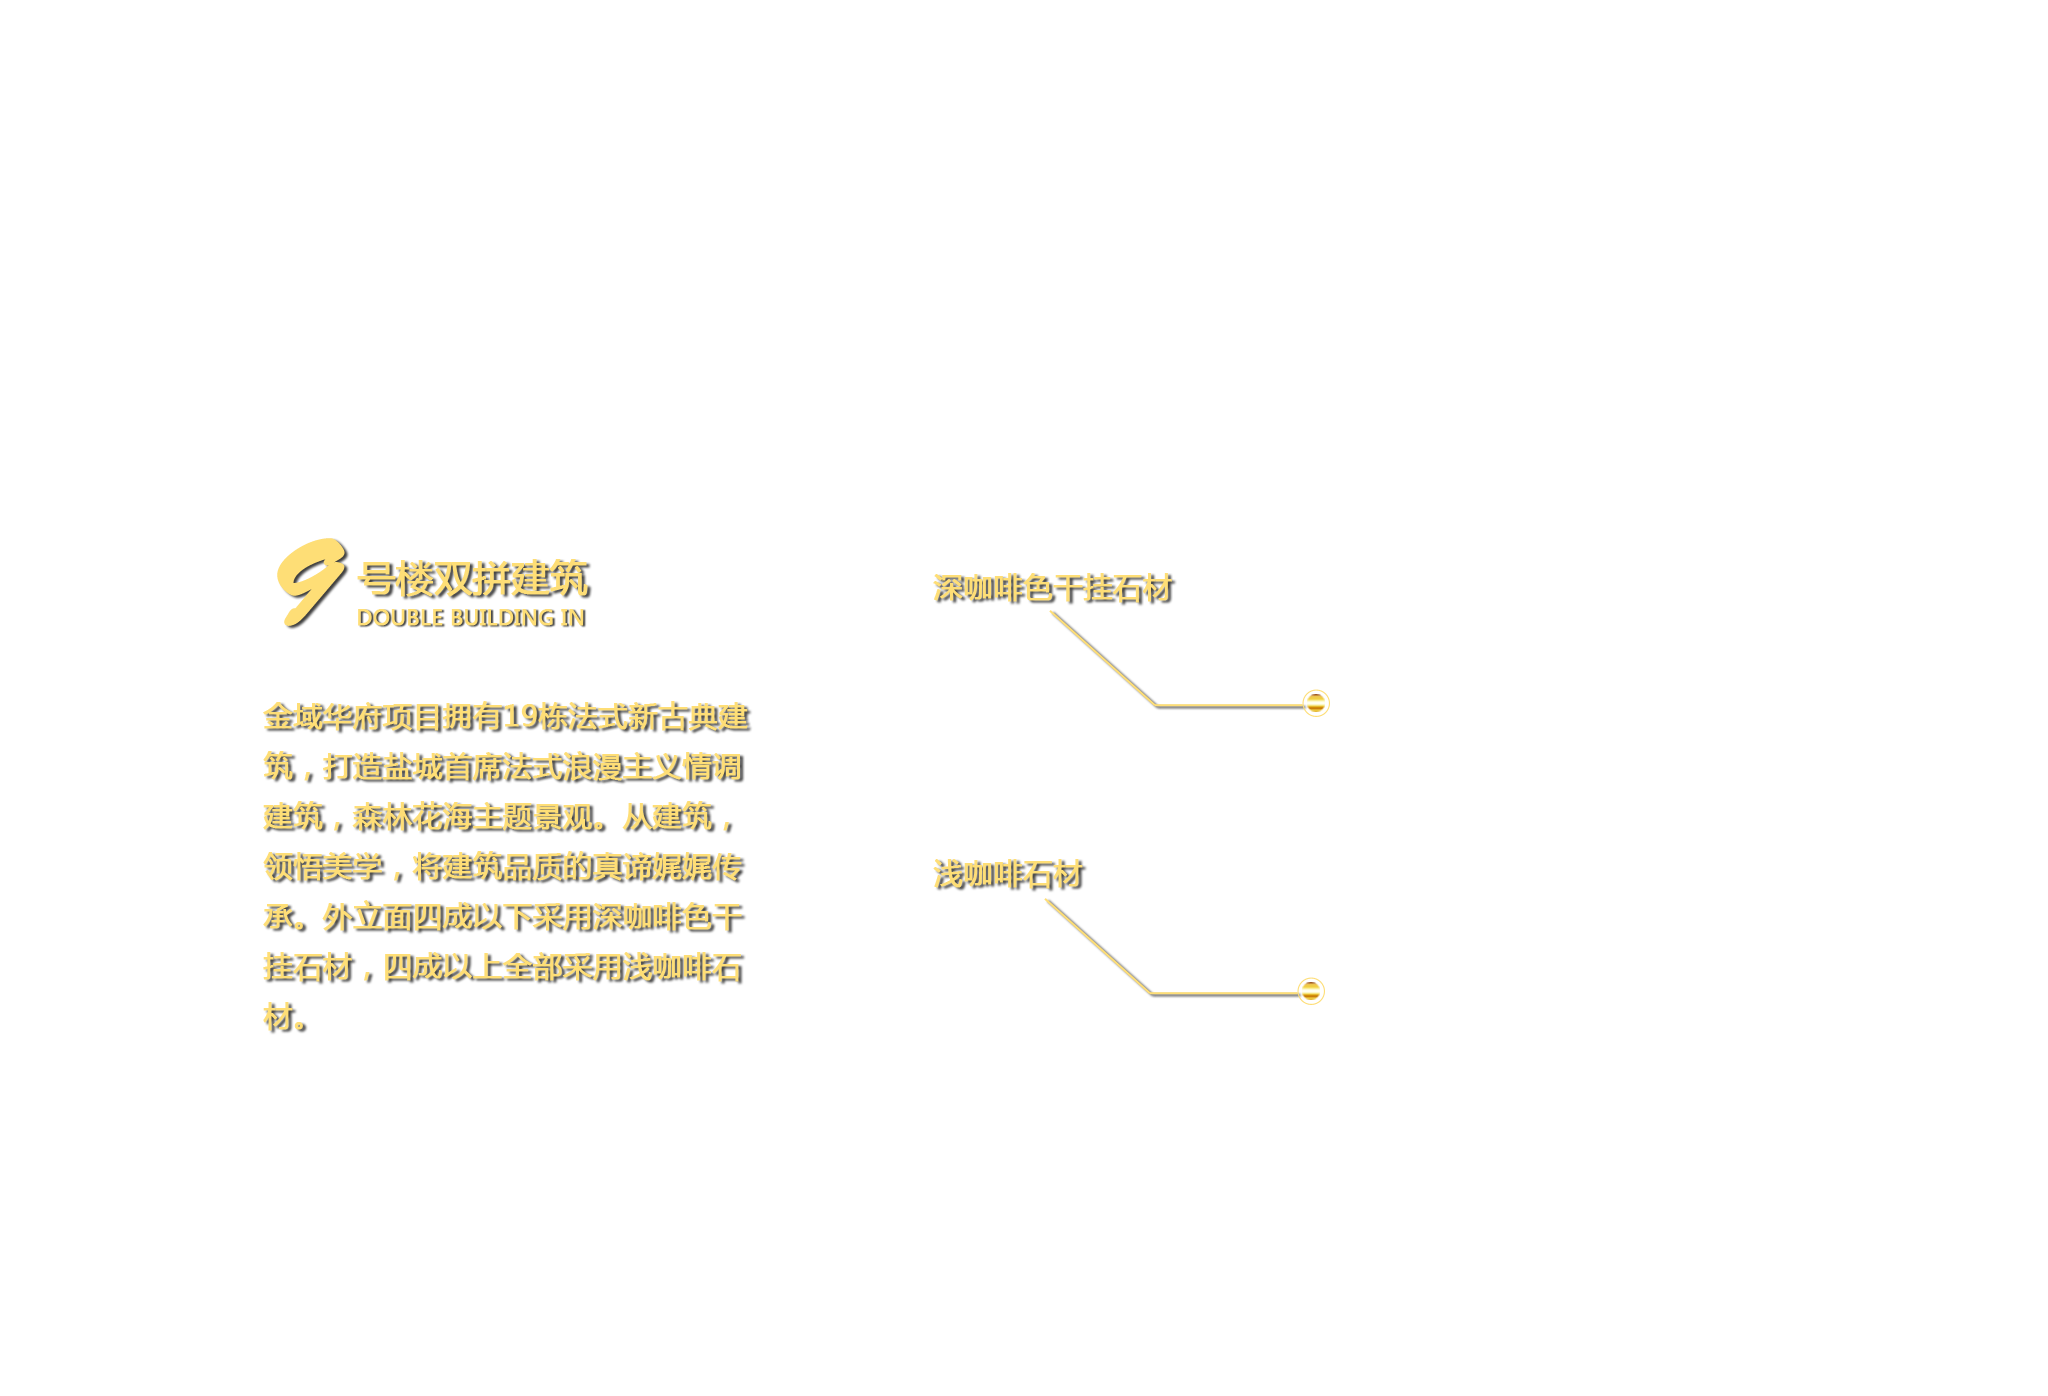 9号楼双拼建筑
DOUBLE BUILDING IN
金域华府项目拥有19栋法式新古典建
筑，打造盐城首席法式浪漫主义情调
建筑，森林花海主题景观。从建筑，
领悟美学，将建筑品质的真谛娓娓传
承。外立面四成以下采用深咖啡色干
挂石材，四成以上全部采用浅咖啡石
材。
深咖啡色干挂石材
浅咖啡石材